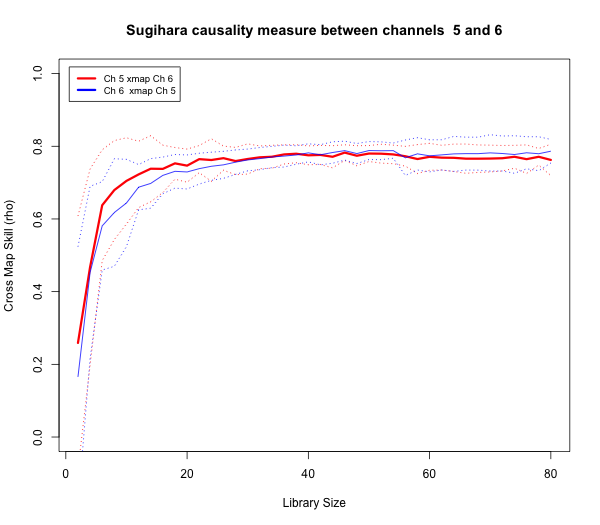 Sugihara causality measure between channels  5 and 6
Ch 5 xmap Ch 6
Ch 6  xmap Ch 5
Cross Map Skill (rho)
1.0
0.8
0.6
0.4
0.2
0.0
0
20
40
60
80
Library Size